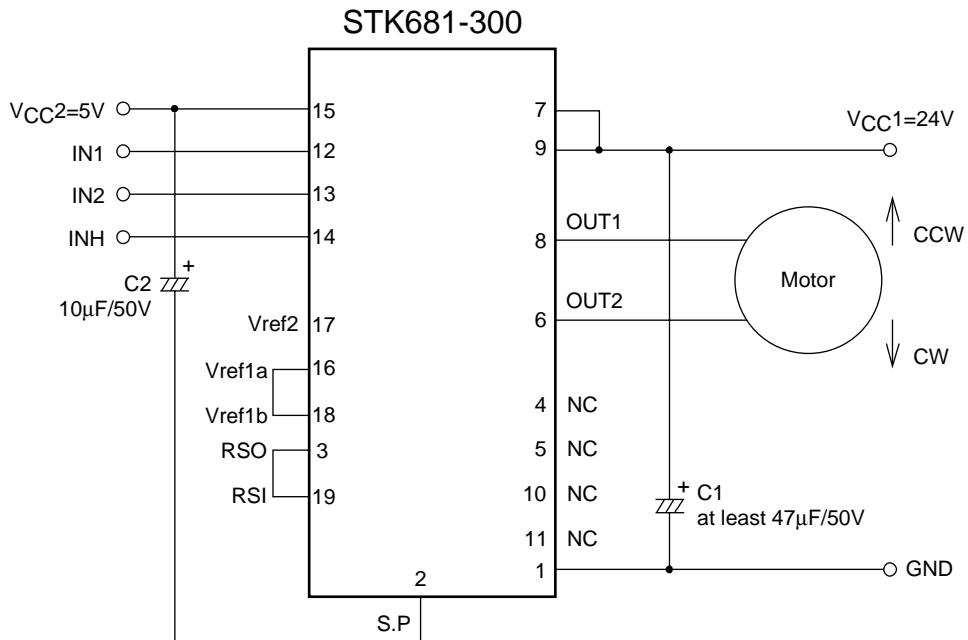 STK681-300
VCC2=5V
IN1
IN2
INH
C2
+
10μF/50V
Vref2
Vref1a
Vref1b
RSO
RSI
15
12
13
14
17
16
18
3
19
2
S.P
7
9
8
6
4
5
10
11
1
OUT1
OUT2
NC
NC
NC
NC
VCC1=24V
Motor
CCW
CW
+
C1
at least 47μF/50V
GND